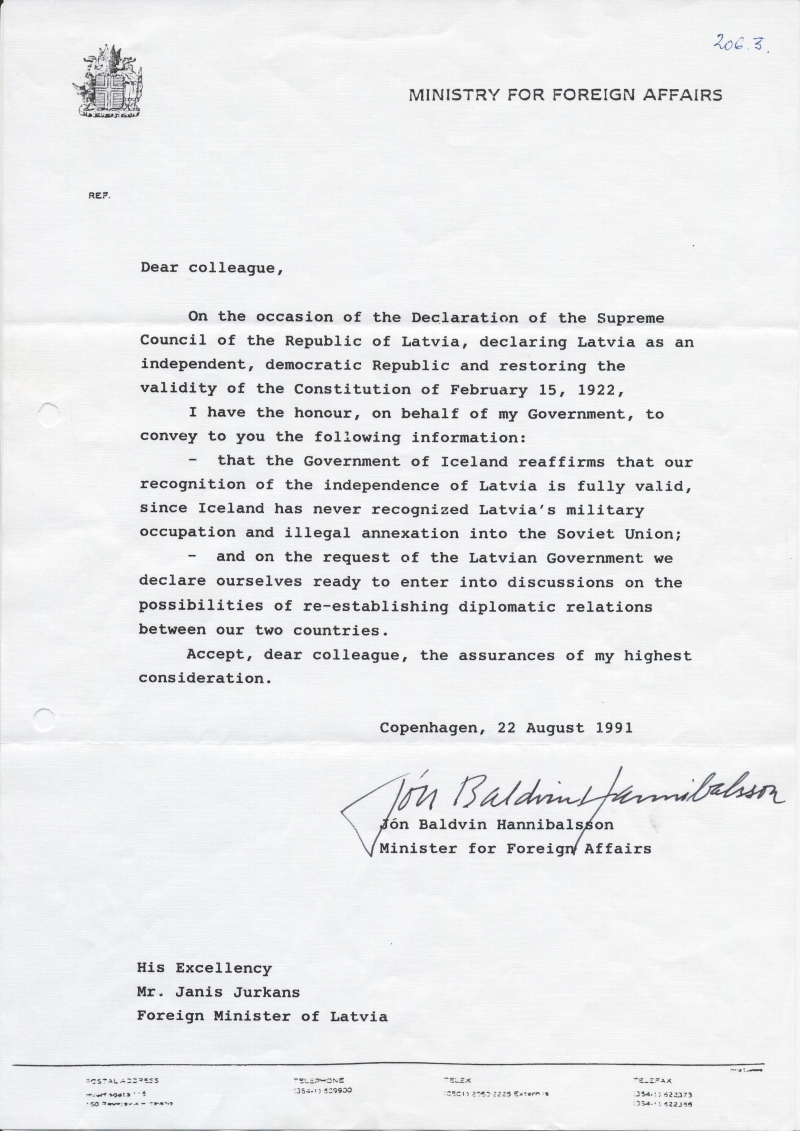 206.3.
MINISTRY FOR FOREIGN AFFAIRS
REF.
Dear colleague,
On the occasion of the Declaration of the Supreme
Council of the Republic of Latvia, declaring Latvia as an
independent, democratic Republic and restoring the
validity of the Constitution of February 15, 1922,
I have the honour, on behalf of my Government, to
convey to you the following information:
- that the Government of Iceland reaffirms that our
recognition of the independence of Latvia is fully valid,
since Iceland has never recognized Latvia's military
occupation and illegal annexation into the Soviet Union;
- and on the request of the Latvian Government we
declare ourselves ready to enter into discussions on the
possibilities of re-establishing diplomatic relations
between our two countries.
Accept, dear colleague, the assurances of my highest
consideration.
Copenhagen, 22 August 1991
Jón Baldvin Hannibalsson
Jón Baldvin Hannibalsson
Minister for Foreign Affairs
His Excellency
Mr. Janis Jurkans
Foreign Minister of Latvia
POSTAL ADDRESS
TELEPHONE
(354-1) 609900
TELEX
TELEFAX
(354-1) 622373